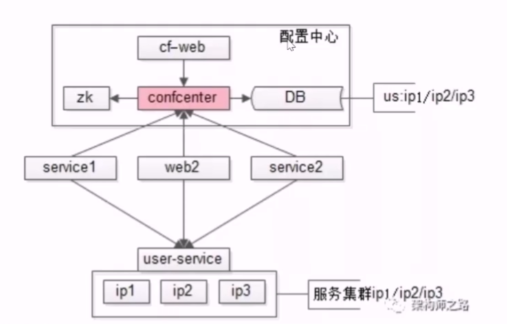 配置中心
cf-web
zk
confcenter
DB
us:ip1/ip2/ip3
service1
web2
service2
user-service
ip1
ip2
ip3
服务集群ip1/ip2/ip3
架构师之路